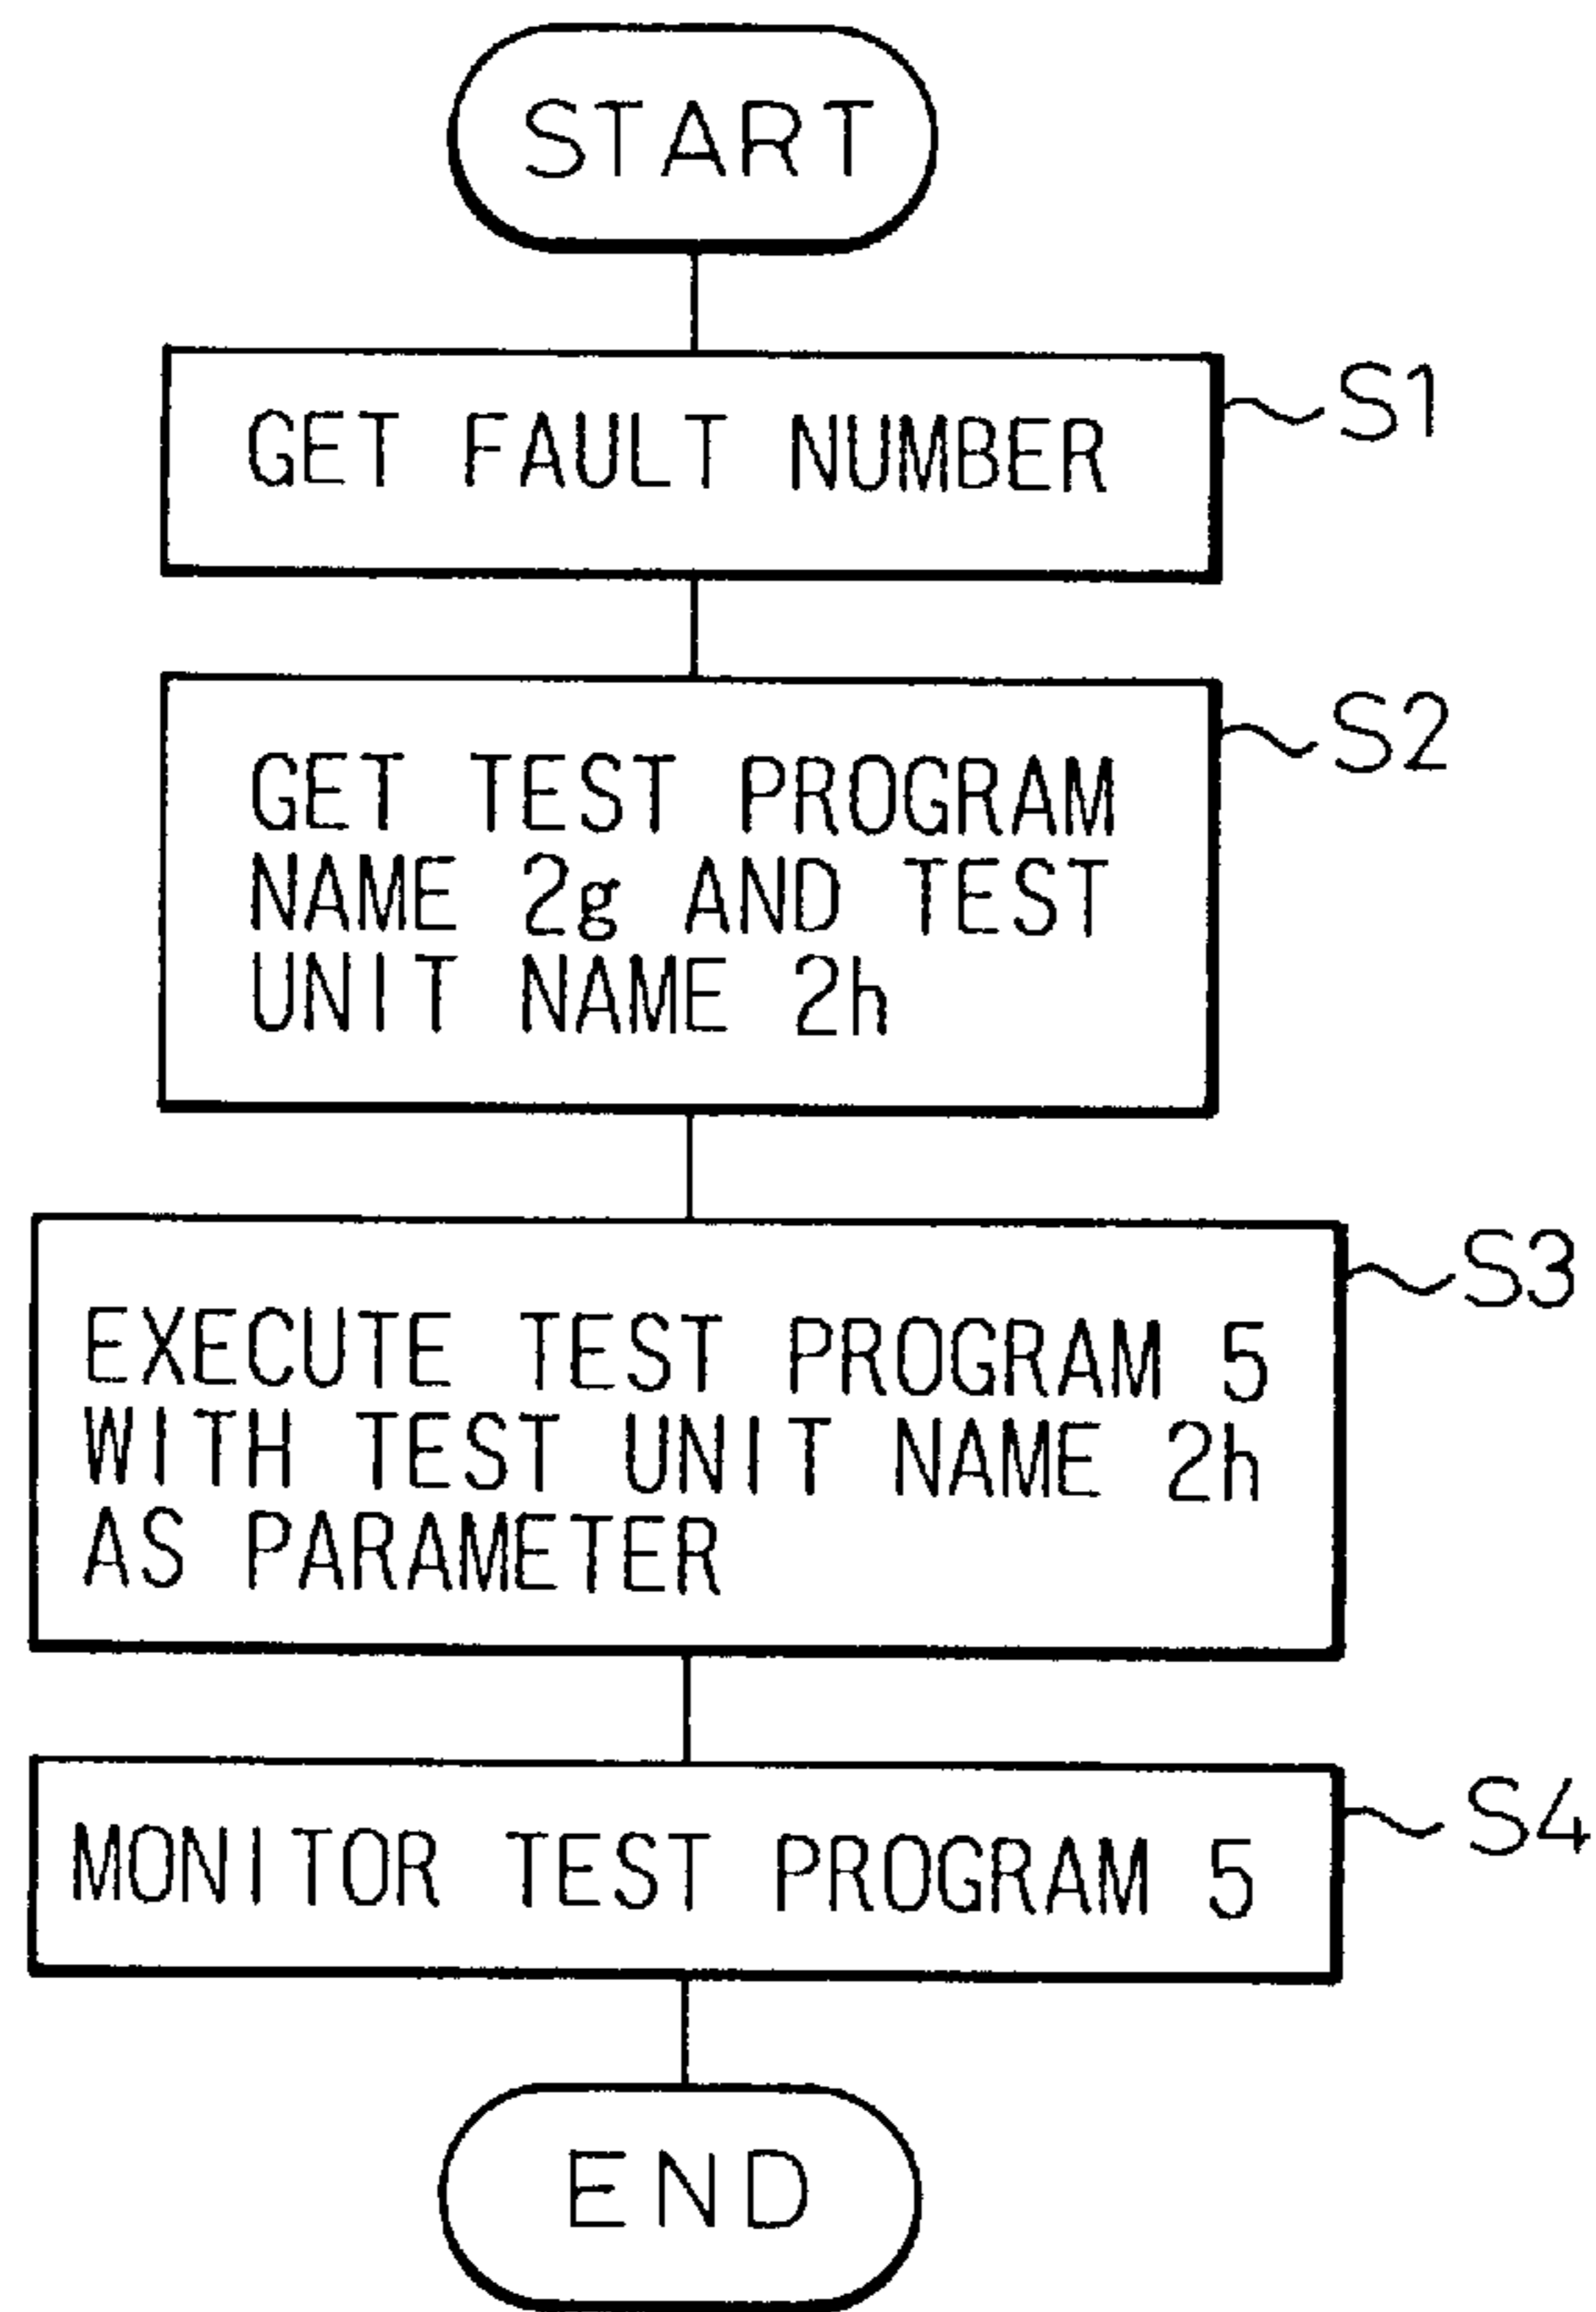 START
GET FAULT NUMBER
S1
GET TEST PROGRAM
NAME 2g AND TEST
UNIT NAME 2h
S2
EXECUTE TEST PROGRAM 5
WITH TEST UNIT NAME 2h
AS PARAMETER
S3
MONITOR TEST PROGRAM 5
S4
END